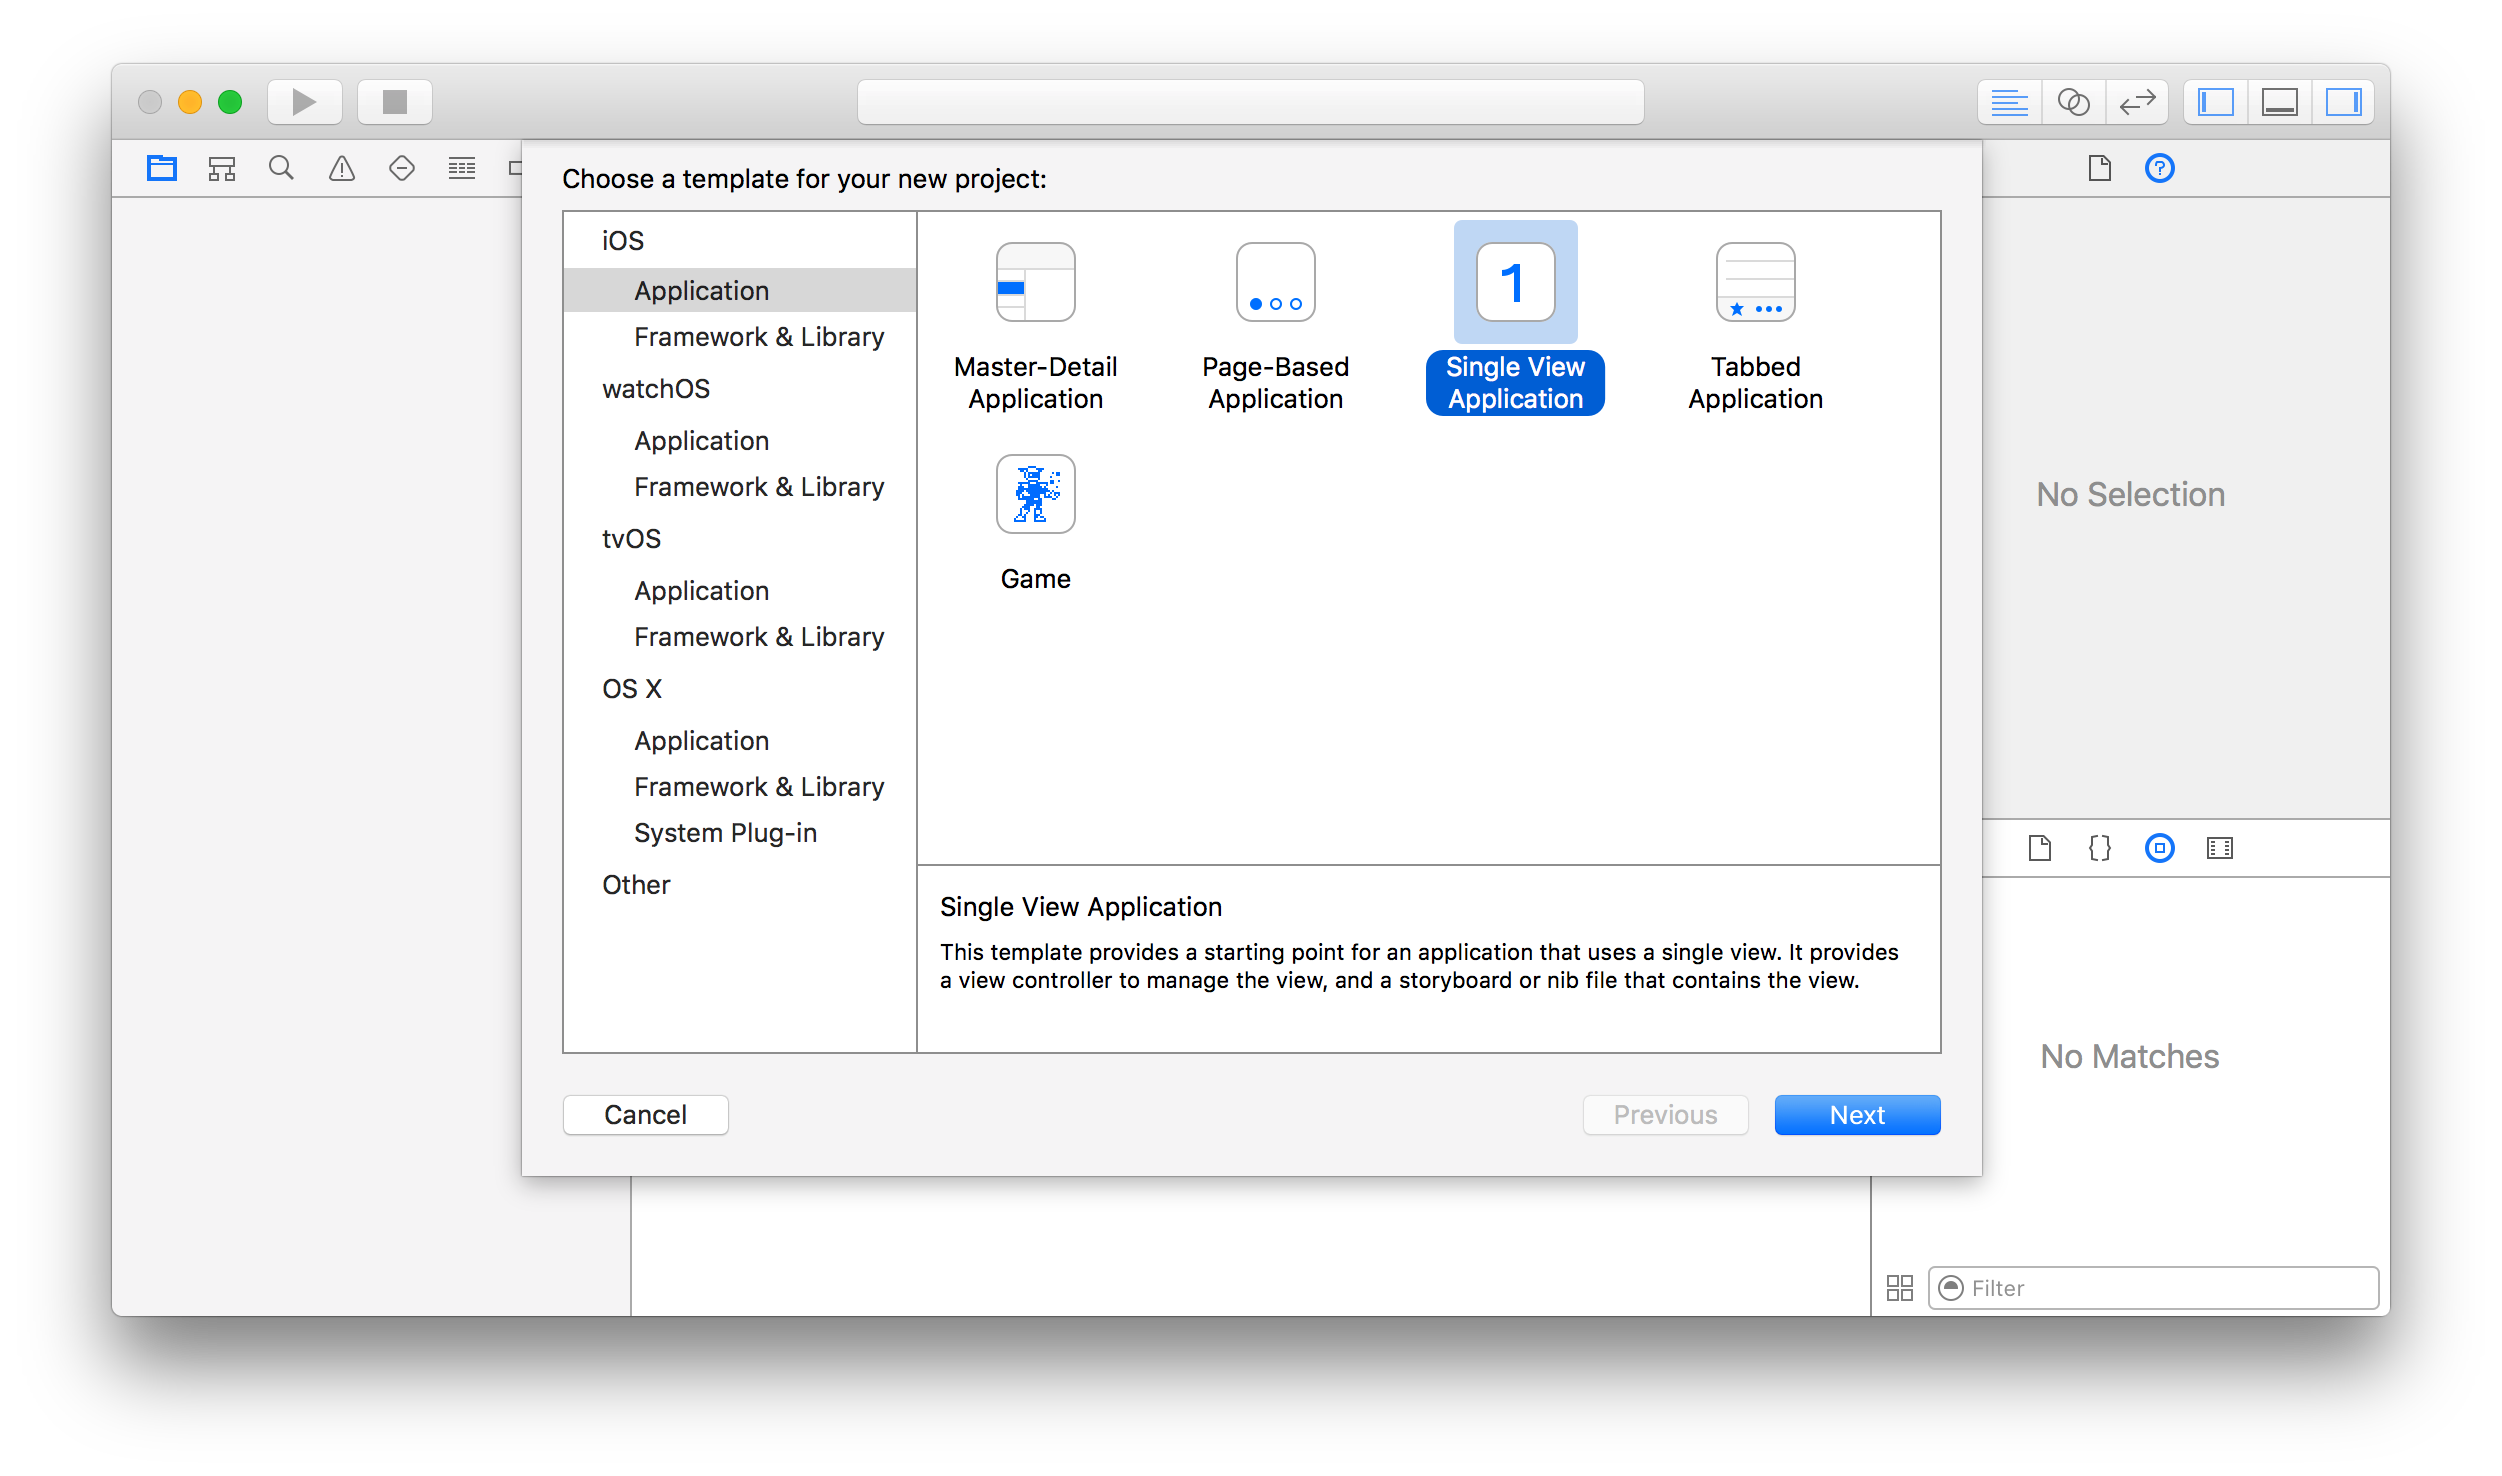 Choose a template for your new project:
iOS
Application
Framework & Library
watchOS
Application
Framework & Library
tvOS
Application
Framework & Library
OS X
Application
Framework & Library
System Plug-in
Other
Master-Detail
Application
Page-Based
Application
1
Single View
Application
Tabbed
Application
Game
Single View Application
This template provides a starting point for an application that uses a single view. It provides
a view controller to manage the view, and a storyboard or nib file that contains the view.
Cancel
Previous
Next
No Selection
No Matches
Filter